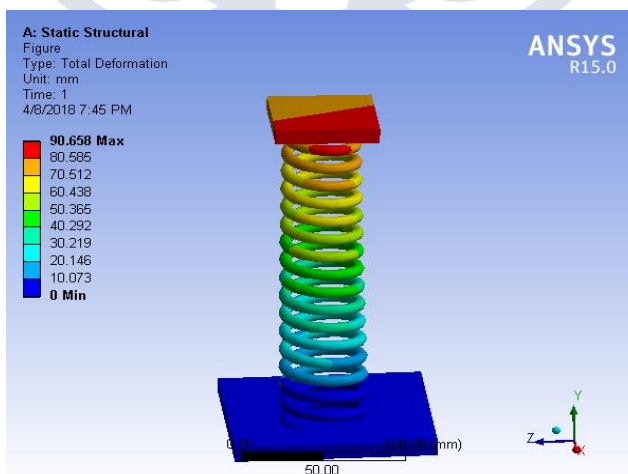 A: Static Structural
Figure
Type: Total Deformation
Unit: mm
Time: 1
4/8/2018 7:45 PM
ANSYS
R15.0
90.658 Max
80.585
70.512
60.438
50.365
40.292
30.219
20.146
10.073
0 Min
(mm)
50.00
Y
Z
X